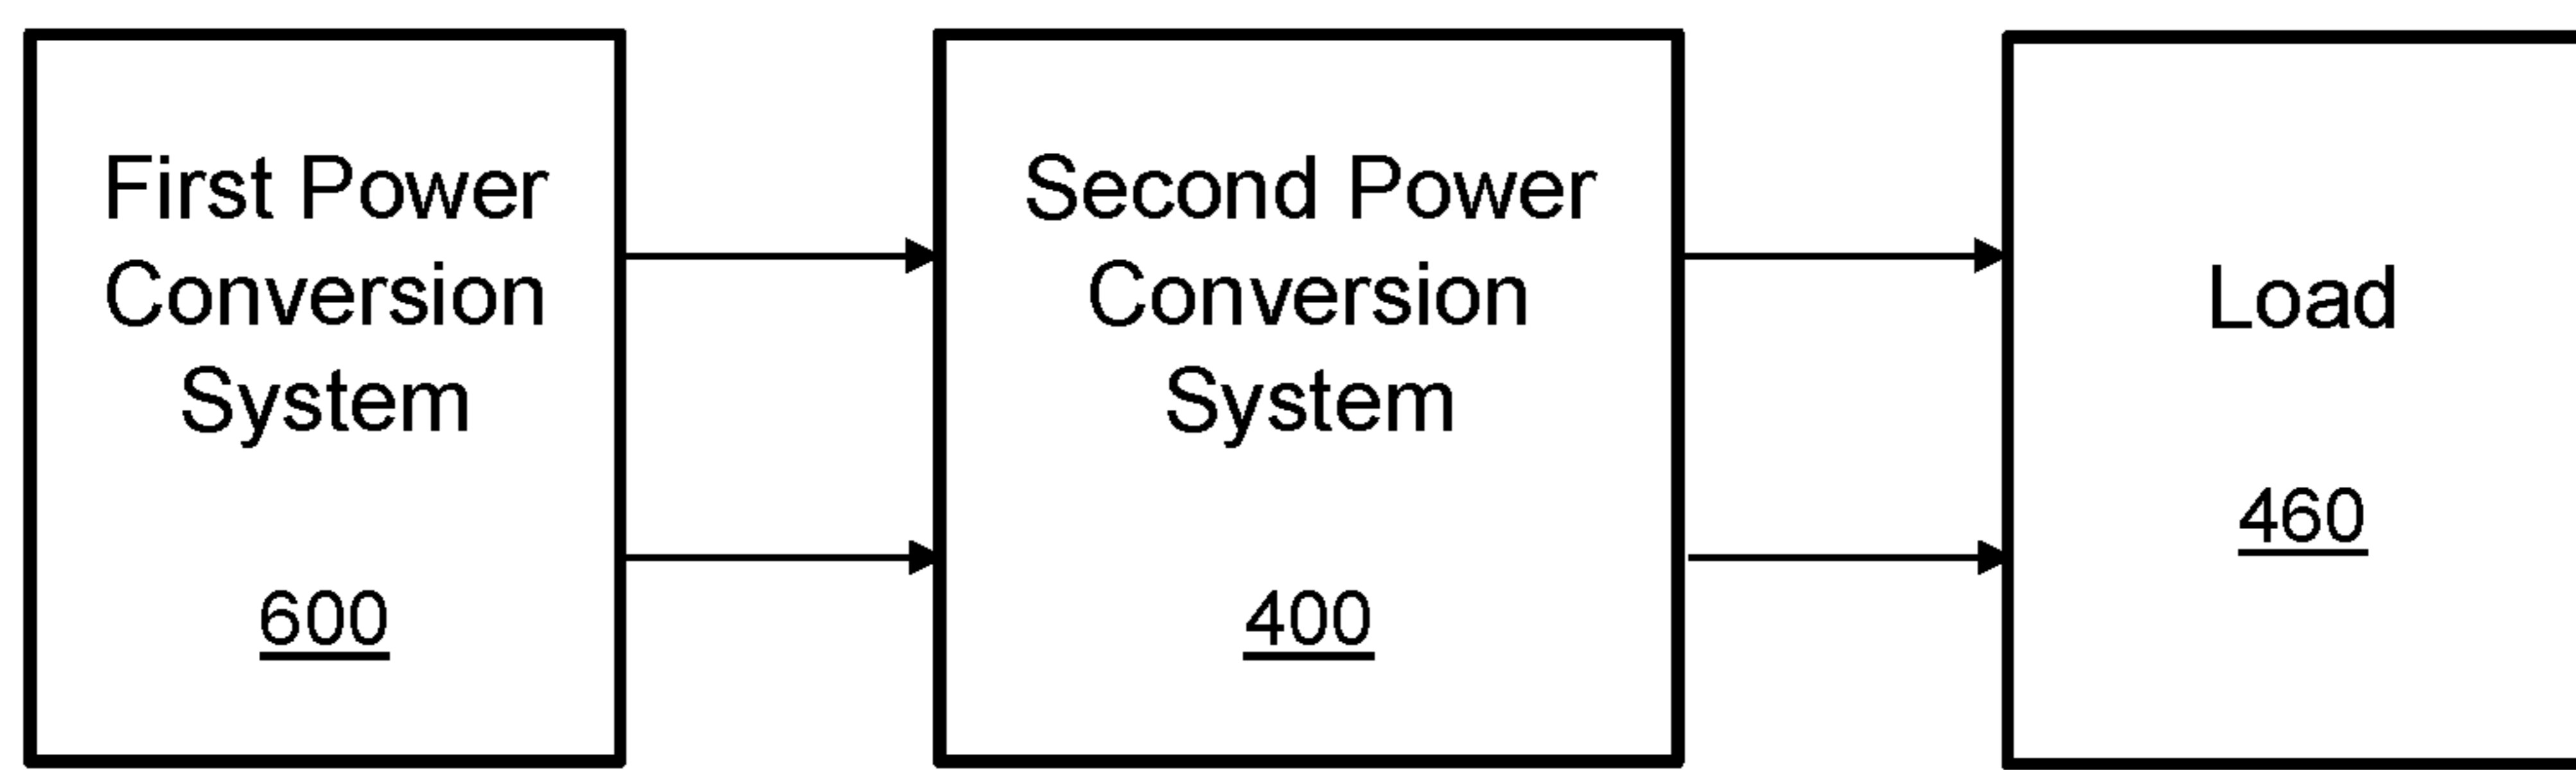 First Power
Conversion
System
600
Second Power
Conversion
System
400
Load
460